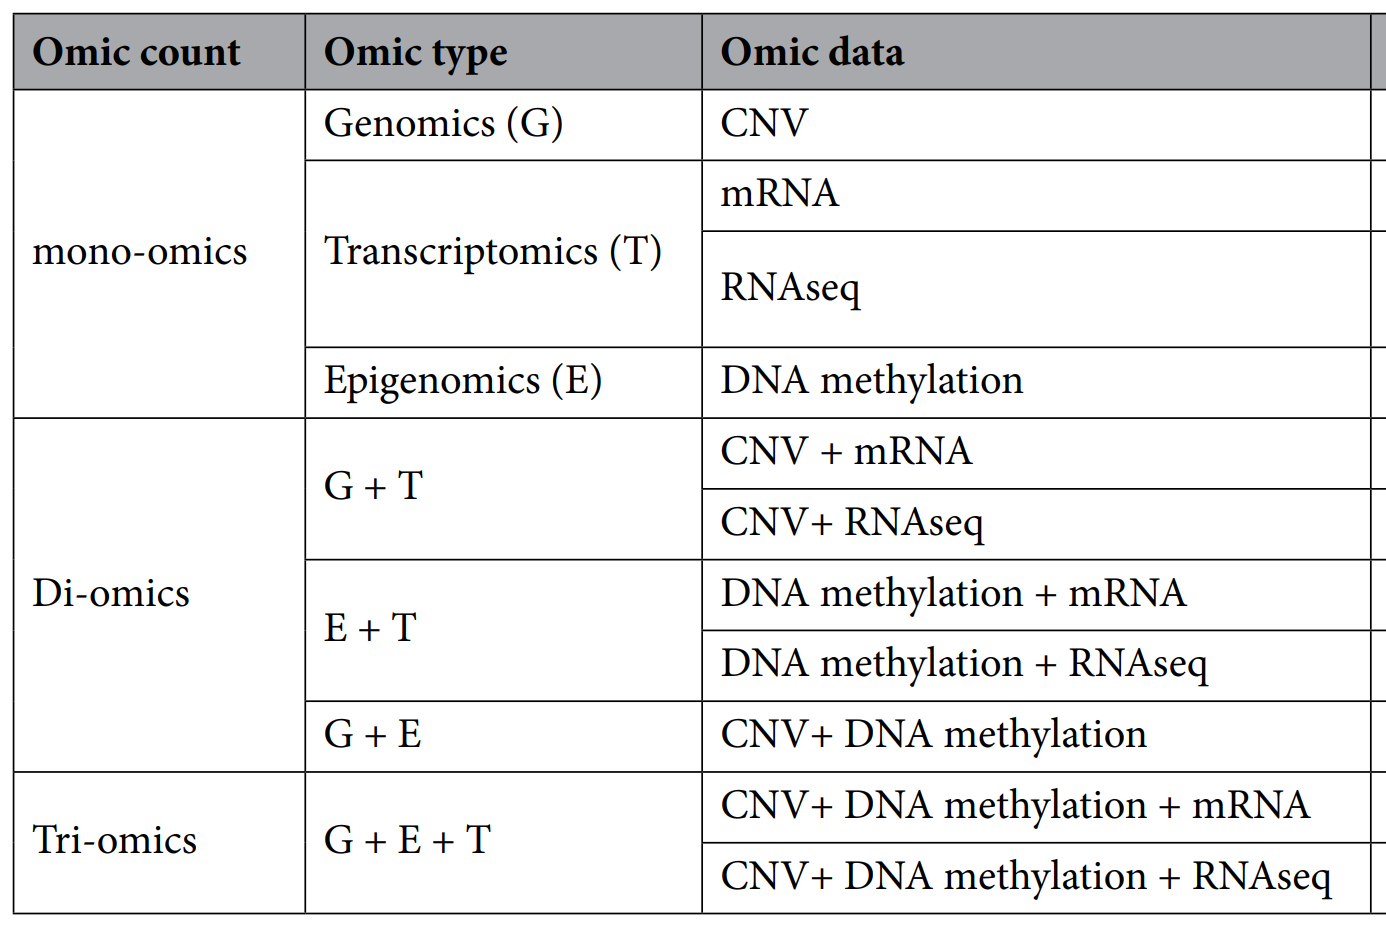 Omic count Omic type Omic data
Genomics (G) CNV
mono-omics Transcriptomics (T) mRNA
RNAseq
Epigenomics (E) DNA methylation
Di-omics G + T CNV + mRNA
CNV+ RNAseq
E + T DNA methylation + mRNA
DNA methylation + RNAseq
G + E CNV+ DNA methylation
Tri-omics G + E + T CNV+ DNA methylation + mRNA
CNV+ DNA methylation + RNAseq